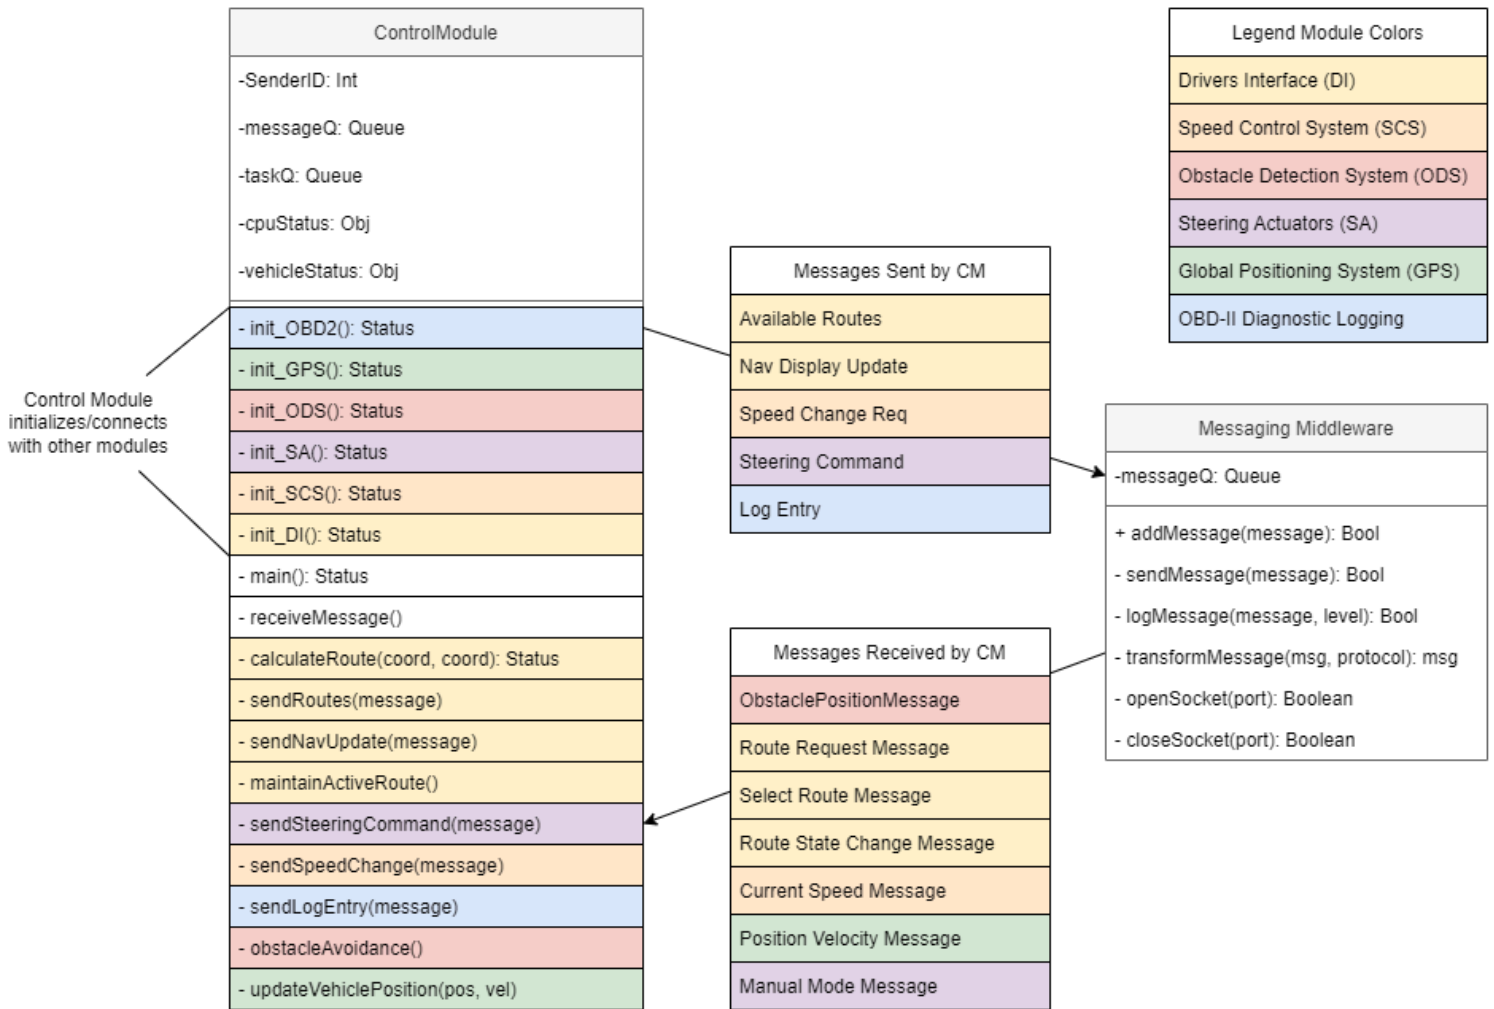 ControlModule
-SenderID: Int
-messageQ: Queue
-taskQ: Queue
-cpuStatus: Obj
-vehicleStatus: Obj
- init_OBD2(): Status
- init_GPS(): Status
- init_ODS(): Status
- init_SA(): Status
- init_SCS(): Status
- init_DI(): Status
- main(): Status
- receiveMessage()
- calculateRoute(coord, coord): Status
- sendRoutes(message)
- sendNavUpdate(message)
- maintainActiveRoute()
- sendSteeringCommand(message)
- sendSpeedChange(message)
- sendLogEntry(message)
- obstacleAvoidance()
- updateVehiclePosition(pos, vel)
Control Module
initializes/connects
with other modules
Messages Sent by CM
Available Routes
Nav Display Update
Speed Change Req
Steering Command
Log Entry
Messages Received by CM
ObstaclePositionMessage
Route Request Message
Select Route Message
Route State Change Message
Current Speed Message
Position Velocity Message
Manual Mode Message
Legend Module Colors
Drivers Interface (DI)
Speed Control System (SCS)
Obstacle Detection System (ODS)
Steering Actuators (SA)
Global Positioning System (GPS)
OBD-II Diagnostic Logging
Messaging Middleware
-messageQ: Queue
+ addMessage(message): Bool
- sendMessage(message): Bool
- logMessage(message, level): Bool
- transformMessage(msg, protocol): msg
- openSocket(port): Boolean
- closeSocket(port): Boolean